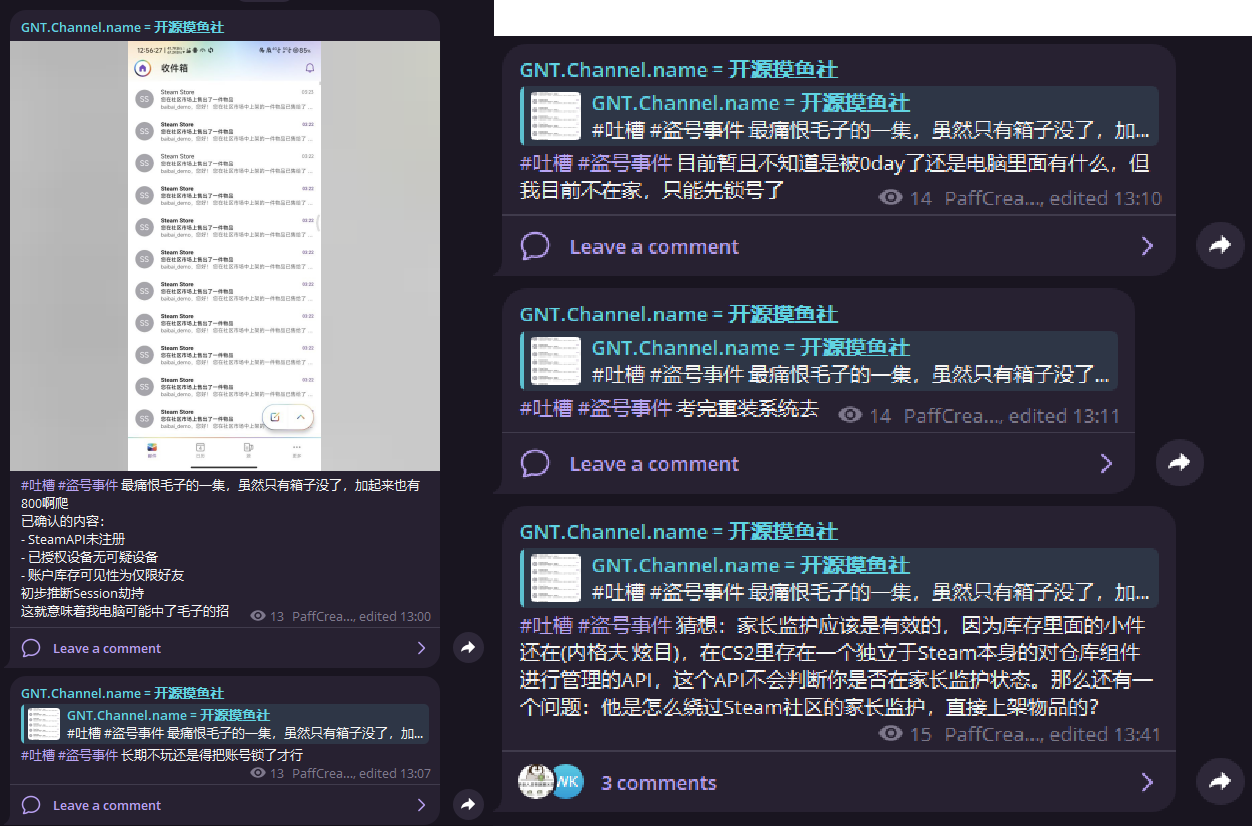 GNT.Channel.name = 开源摸鱼社
12:56:27
85%
收件箱
SS
Steam Store
03:23
您在社区市场上售出了一件物品
baibai_demo，您好！ 您在社区市场中上架的一件物品已售出了 ...
SS
Steam Store
03:23
您在社区市场上售出了一件物品
baibai_demo，您好！ 您在社区市场中上架的一件物品已售给了 ...
SS
Steam Store
03:22
您在社区市场上售出了一件物品
baibai_demo，您好！ 您在社区市场中上架的一件物品已售给了 ...
SS
Steam Store
03:22
您在社区市场上售出了一件物品
baibai_demo，您好！ 您在社区市场中上架的一件物品已售给了 ...
SS
Steam Store
03:22
您在社区市场上售出了一件物品
baibai_demo，您好！ 您在社区市场中上架的一件物品已售给了 ...
SS
Steam Store
03:22
您在社区市场上售出了一件物品
baibai_demo，您好！ 您在社区市场中上架的一件物品已售给了 ...
SS
Steam Store
03:22
您在社区市场上售出了一件物品
baibai_demo，您好！ 您在社区市场中上架的一件物品已售给了 ...
SS
Steam Store
03:22
您在社区市场上售出了一件物品
baibai_demo，您好！ 您在社区市场中上架的一件物品已售给了 ...
SS
Steam Store
03:22
您在社区市场上售出了一件物品
baibai_demo，您好！ 您在社区市场中上架的一件物品已售给了 ...
SS
Steam Store
03:22
您在社区市场上售出了一件物品
baibai_demo，您好！ 您在社区市场中上架的一件物品已售给了 ...
SS
Steam Store
您在社区市场上售出了一件物品
baibai_demo，您好！ 您在社区市场中上架的一
#吐槽 #盗号事件 最痛恨毛子的一集，虽然只有箱子没了，加起来也有
800啊爬
已确认的内容：
- SteamAPI未注册
- 已授权设备无可疑设备
- 账户库存可见性为仅限好友
初步推断Session劫持
这就意味着我电脑可能中了毛子的招
13 PaffCrea..., edited 13:00
Leave a comment
GNT.Channel.name = 开源摸鱼社
GNT.Channel.name = 开源摸鱼社
#吐槽 #盗号事件 最痛恨毛子的一集，虽然只有箱子没了，加...
#吐槽 #盗号事件 长期不玩还是得把账号锁了才行
13 PaffCrea..., edited 13:07
Leave a comment
GNT.Channel.name = 开源摸鱼社
GNT.Channel.name = 开源摸鱼社
#吐槽 #盗号事件 最痛恨毛子的一集，虽然只有箱子没了，加...
#吐槽 #盗号事件 目前暂且不知道是被0day了还是电脑里面有什么，但
我目前不在家，只能先锁号了
14 PaffCrea..., edited 13:10
Leave a comment
GNT.Channel.name = 开源摸鱼社
GNT.Channel.name = 开源摸鱼社
#吐槽 #盗号事件 最痛恨毛子的一集，虽然只有箱子没了...
#吐槽 #盗号事件 考完重装系统去
14 PaffCrea..., edited 13:11
Leave a comment
GNT.Channel.name = 开源摸鱼社
GNT.Channel.name = 开源摸鱼社
#吐槽 #盗号事件 最痛恨毛子的一集，虽然只有箱子没了，加...
#吐槽 #盗号事件 猜想：家长监护应该是有效的，因为库存里面的小件
还在(内格夫 炫目)，在CS2里存在一个独立于Steam本身的对仓库组件
进行管理的API，这个API不会判断你是否在家长监护状态。那么还有一
个问题：他是怎么绕过Steam社区的家长监护，直接上架物品的？
15 PaffCrea..., edited 13:41
WK
3 comments